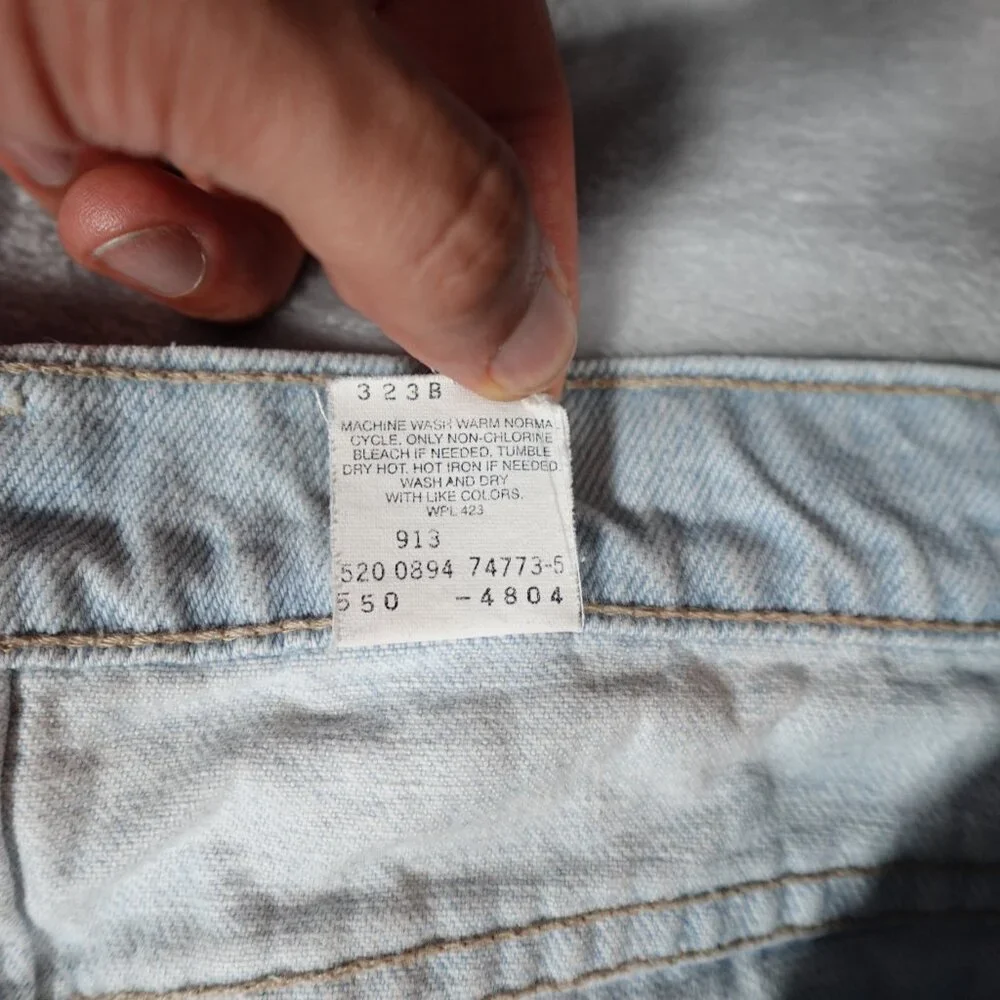 323B
MACHINE WASH WARM NORMA
CYCLE. ONLY NON-CHLORINE
BLEACH IF NEEDED. TUMBLE
DRY HOT. HOT IRON IF NEEDED
WASH AND DRY
WITH LIKE COLORS.
WPL 423
913
520 0894 74773-5
550 -4804